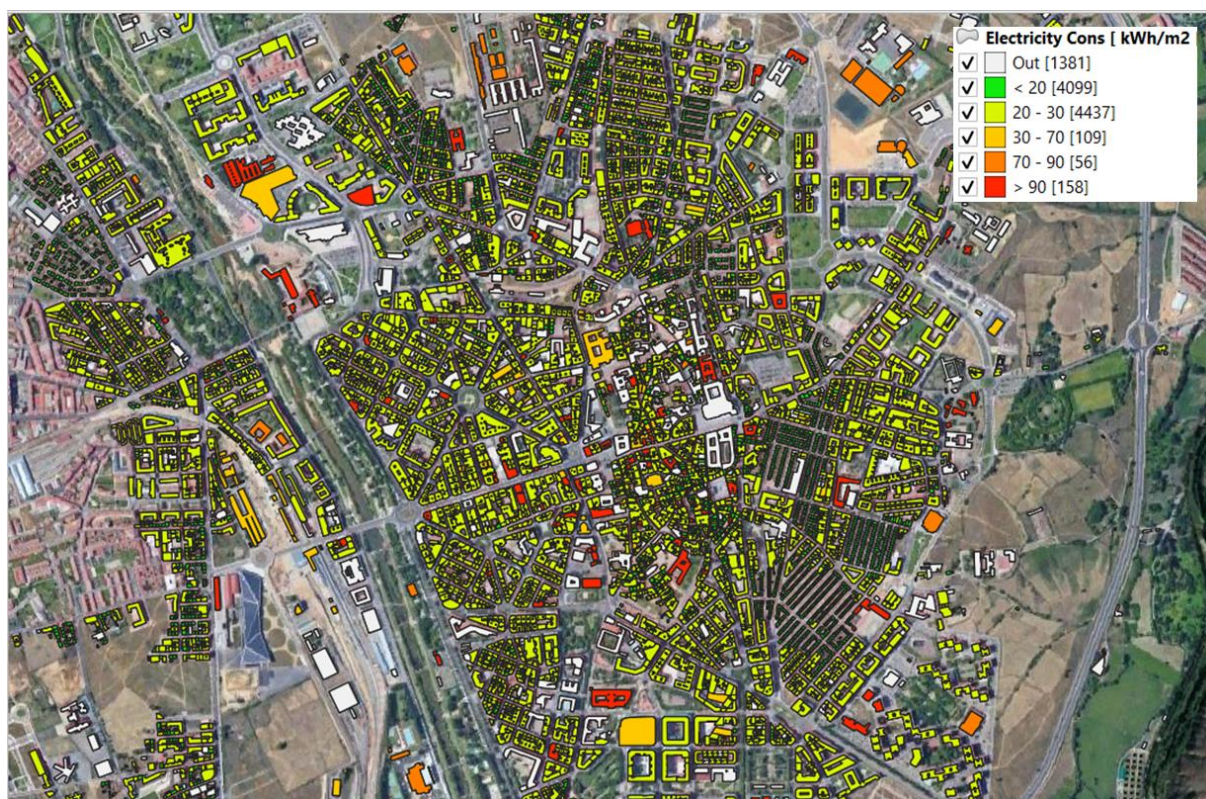 Electricity Cons [ kWh/m2
Out [1381]
< 20 [4099]
20 - 30 [4437]
30 - 70 [109]
70 - 90 [56]
> 90 [158]